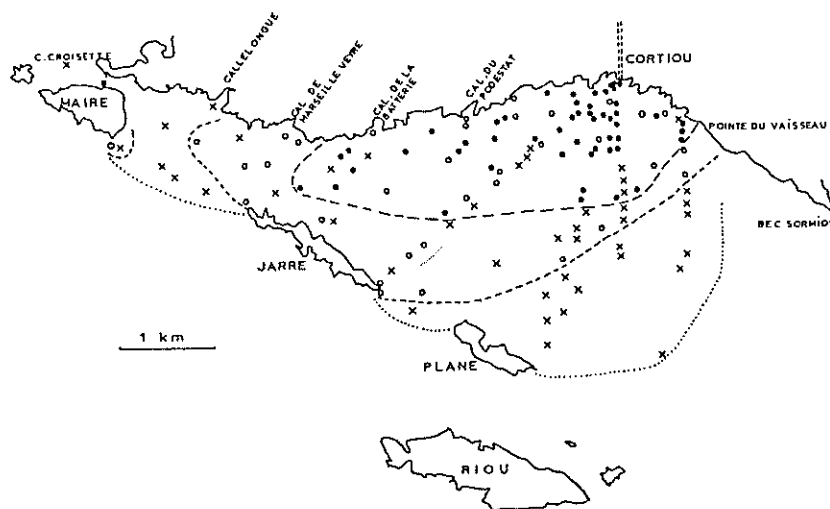 C. CROISETTE
MAIRE
CALLELONGUE
CAL. DE
MARSEILLE VEYRE
CAL. DE LA
BATTERIE
CAL. DU
PODESTAT
CORTIOU
POINTE DU VAISSEAU
BEC SORMIOU
JARRE
1 km
PLANE
RIOU